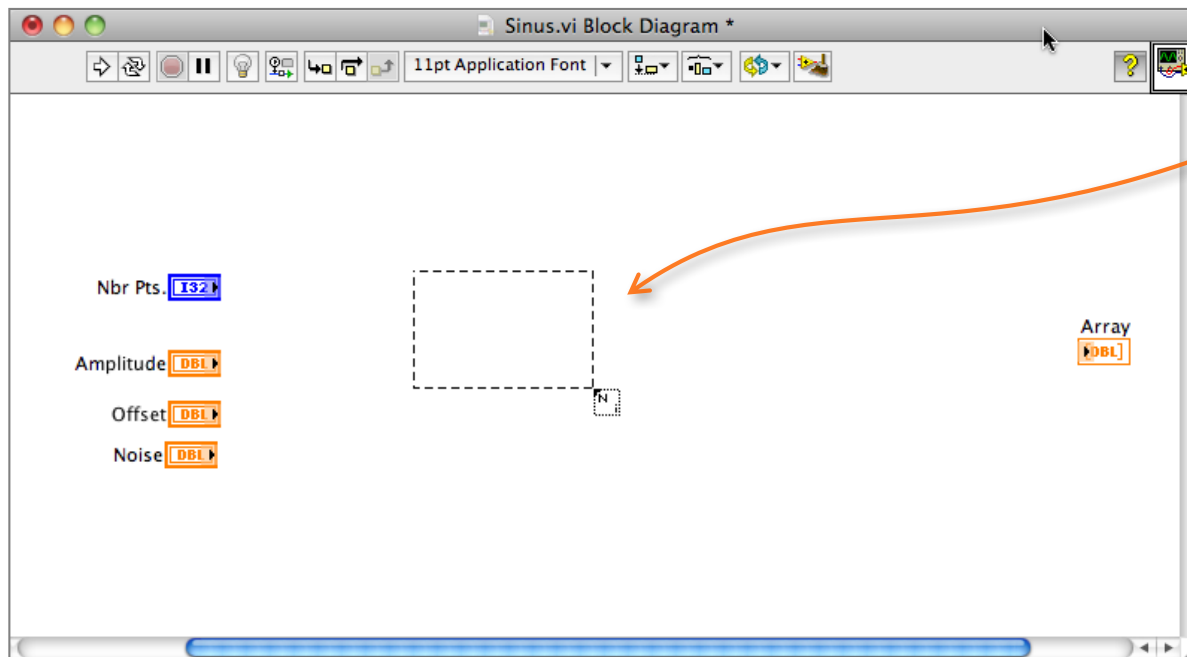 Sinus.vi Block Diagram *
11pt Application Font
?
Nbr Pts. I32
Amplitude DBL
Offset DBL
Noise DBL
N
i
Array
DBL]